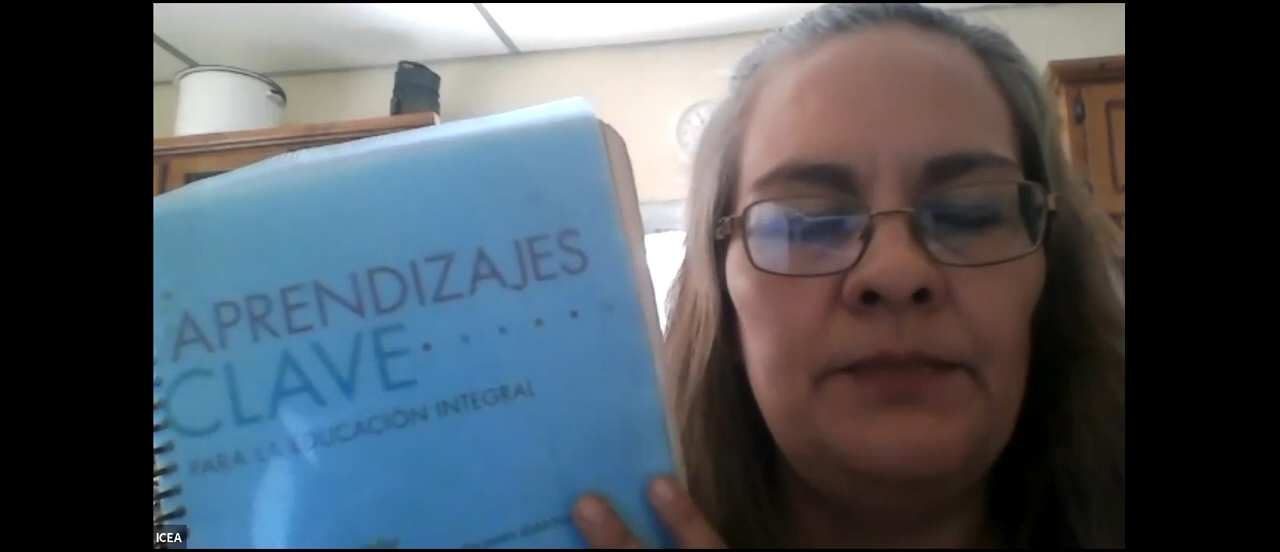 APRENDIZAJES
CLAVE
PARA LA EDUCACIÓN INTEGRAL
ICEA